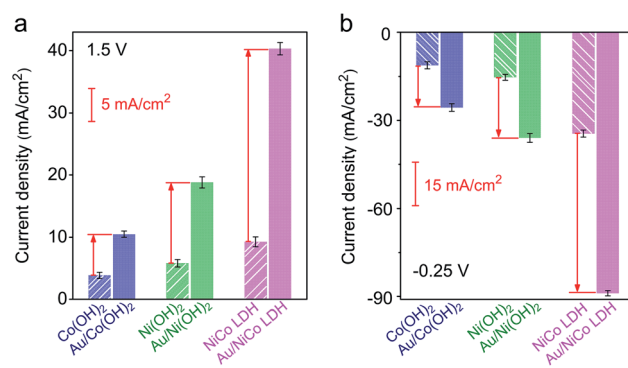 a
1.5 V
5 mA/cm²
Current density (mA/cm²)
40
30
20
10
0
Co(OH)₂
Au/Co(OH)₂
Ni(OH)₂
Au/Ni(OH)₂
NiCo LDH
Au/NiCo LDH
b
0
-30
-60
-90
Current density (mA/cm²)
15 mA/cm²
-0.25 V
Co(OH)₂
Au/Co(OH)₂
Ni(OH)₂
Au/Ni(OH)₂
NiCo LDH
Au/NiCo LDH